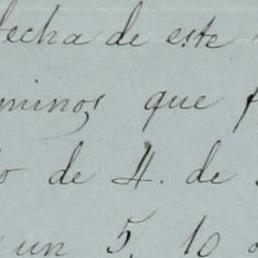 fecha de este
minos que
de 4. de
un 5. 10